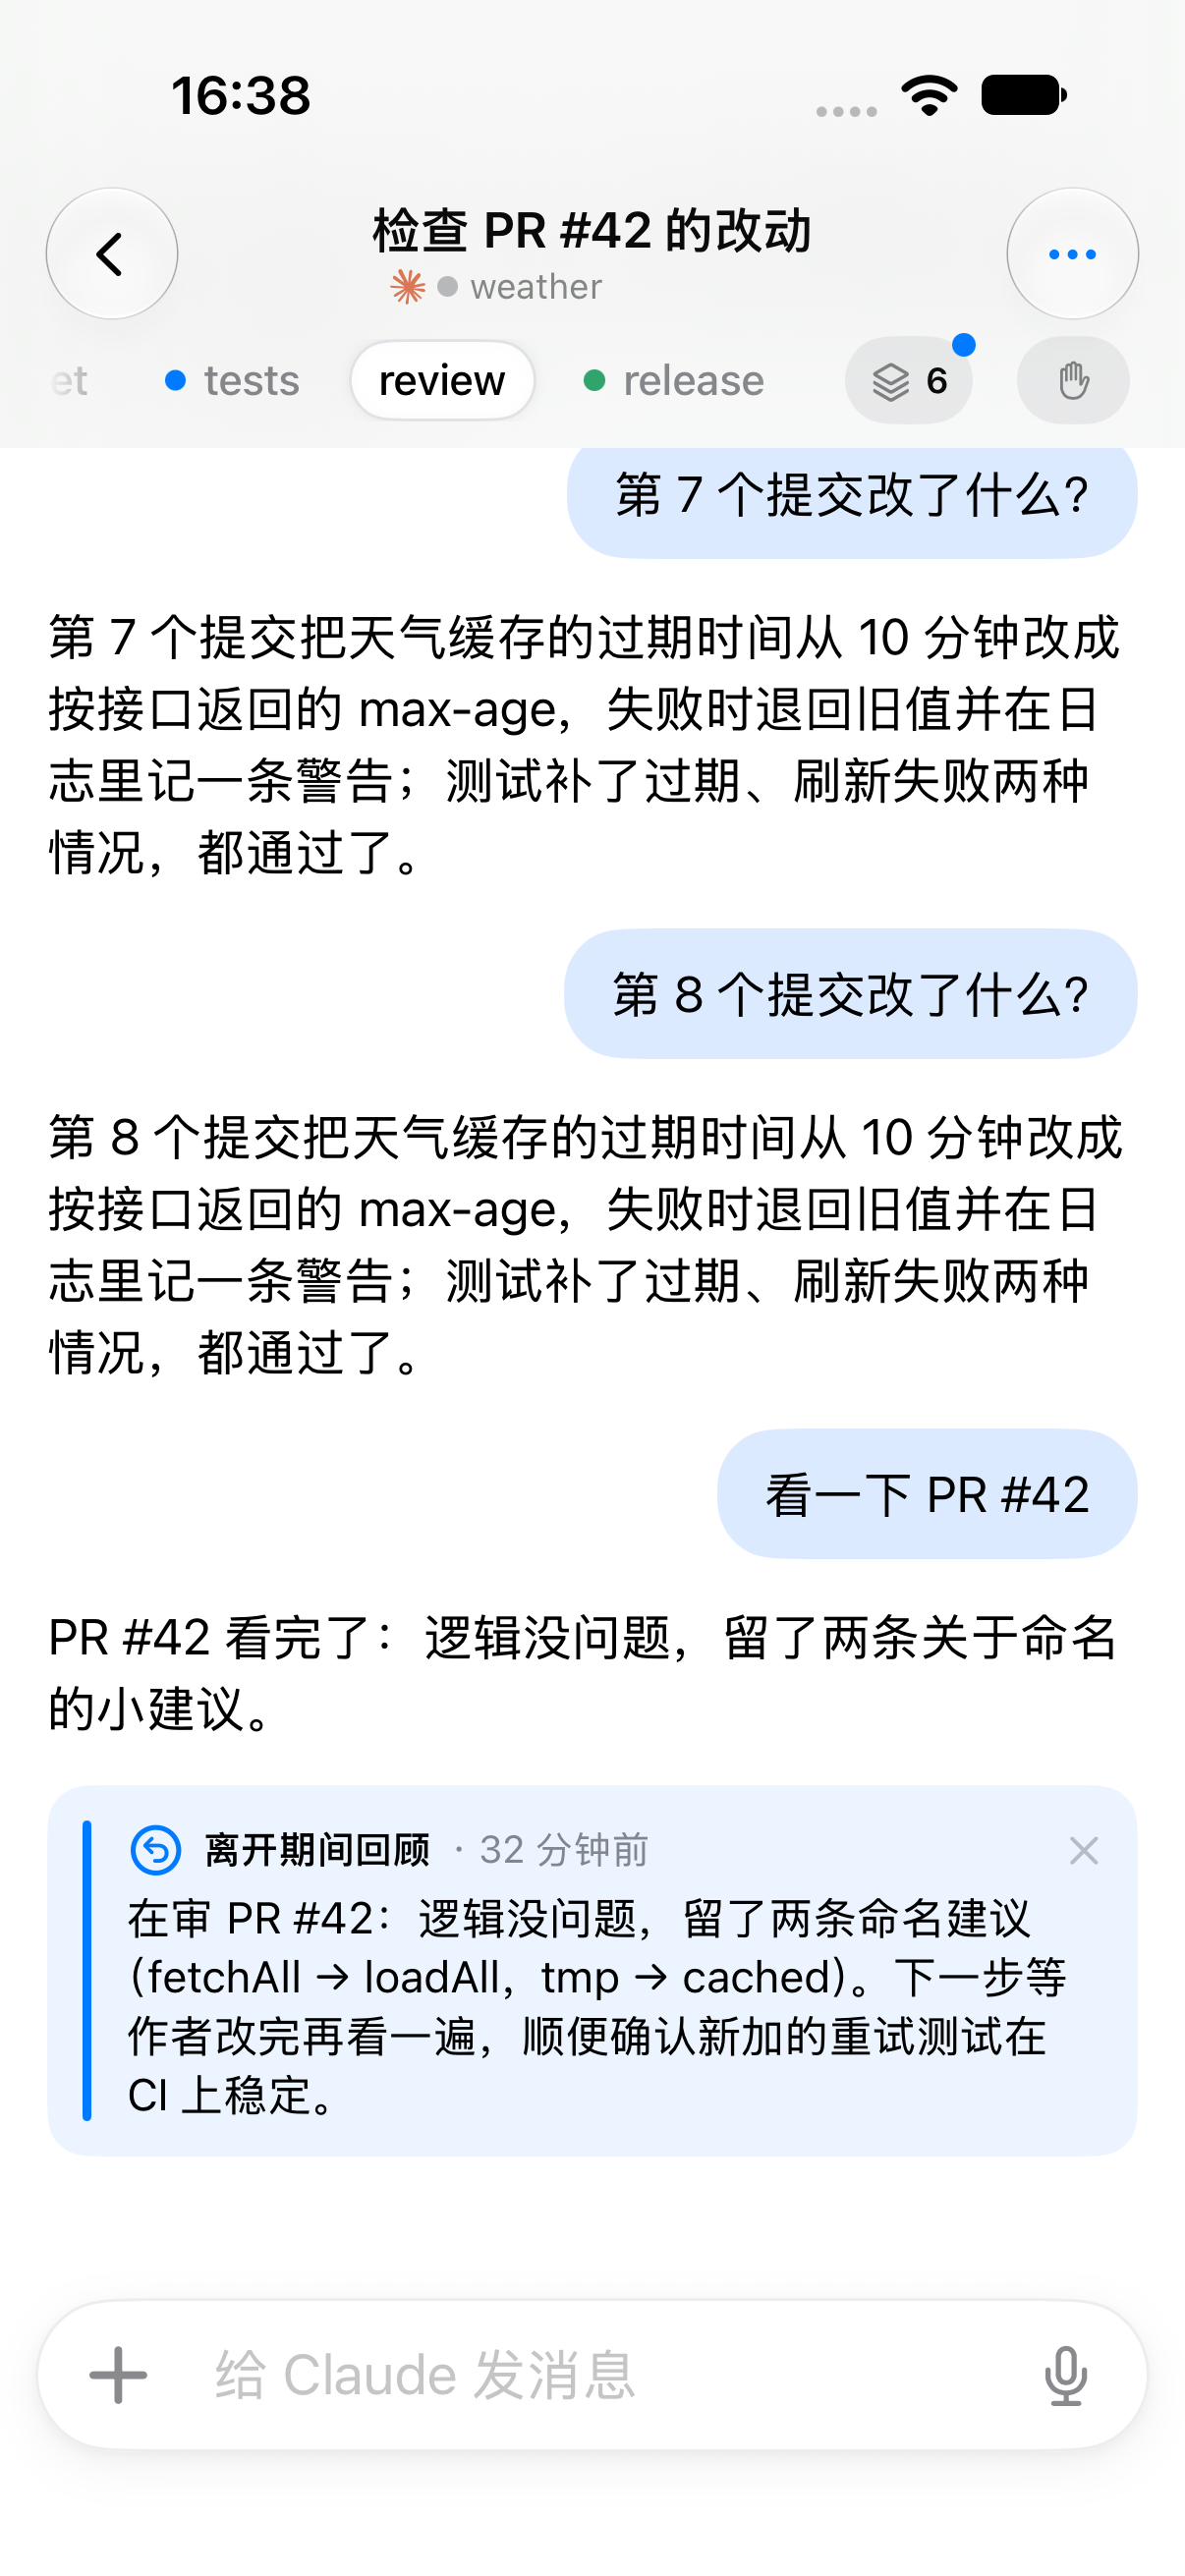 16:38
检查 PR #42 的改动
weather
et
tests
review
release
6
第 7 个提交改了什么?
第 7 个提交把天气缓存的过期时间从 10 分钟改成
按接口返回的 max-age，失败时退回旧值并在日
志里记一条警告；测试补了过期、刷新失败两种
情况，都通过了。
第 8 个提交改了什么?
第 8 个提交把天气缓存的过期时间从 10 分钟改成
按接口返回的 max-age，失败时退回旧值并在日
志里记一条警告；测试补了过期、刷新失败两种
情况，都通过了。
看一下 PR #42
PR #42 看完了：逻辑没问题，留了两条关于命名
的小建议。
离开期间回顾 · 32 分钟前
在审 PR #42：逻辑没问题，留了两条命名建议
（fetchAll → loadAll，tmp → cached）。下一步等
作者改完再看一遍，顺便确认新加的重试测试在
CI 上稳定。
给 Claude 发消息